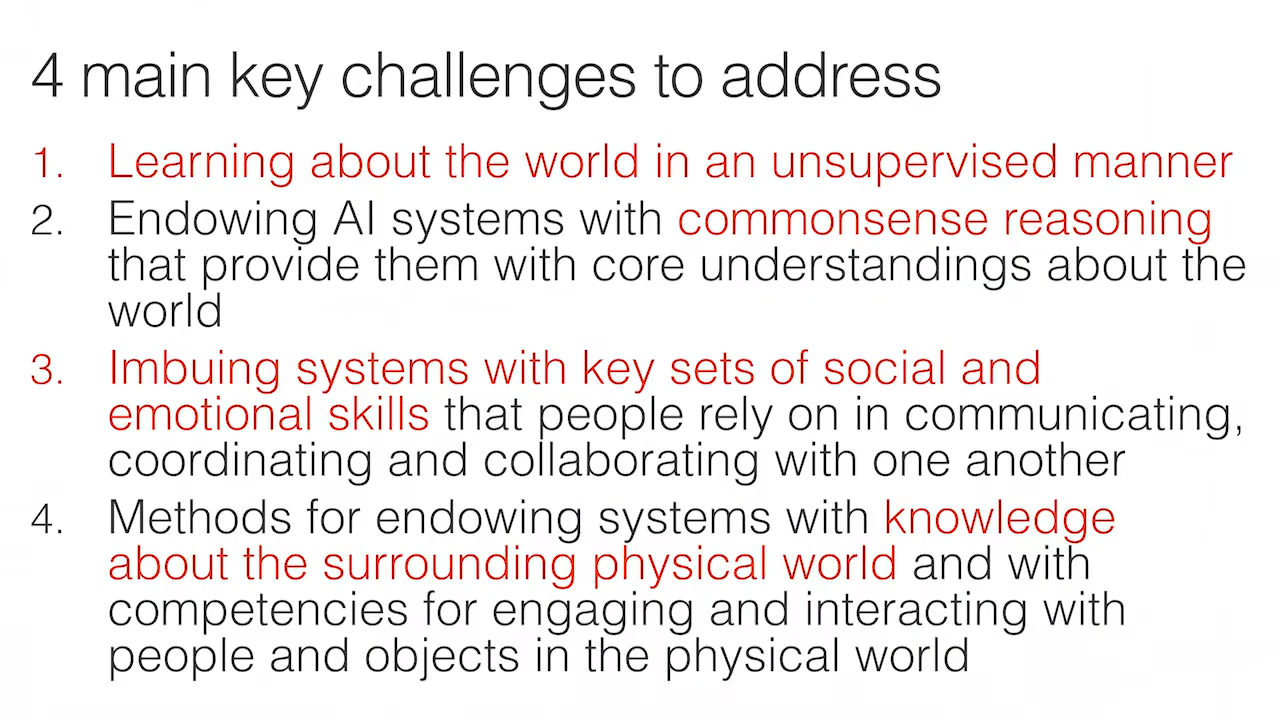 4 main key challenges to address
1. Learning about the world in an unsupervised manner
2. Endowing AI systems with commonsense reasoning
that provide them with core understandings about the
world
3. Imbuing systems with key sets of social and
emotional skills that people rely on in communicating,
coordinating and collaborating with one another
4. Methods for endowing systems with knowledge
about the surrounding physical world and with
competencies for engaging and interacting with
people and objects in the physical world